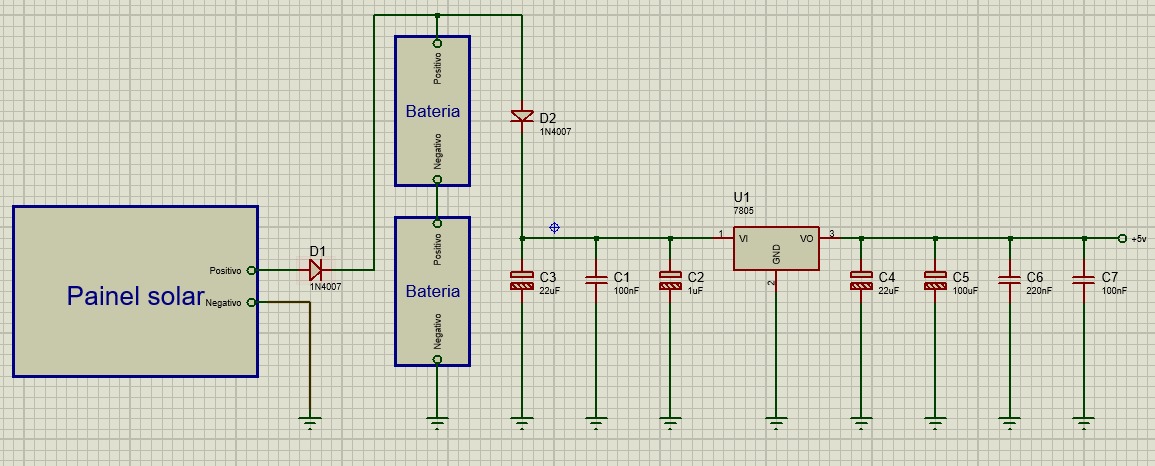 Painel solar
Positivo
Negativo
D1
1N4007
Positivo
Bateria
Negativo
Positivo
Bateria
Negativo
D2
1N4007
C3
22uF
C1
100nF
C2
1uF
U1
7805
1
VI
VO
3
GND
2
C4
22uF
C5
100uF
C6
220nF
C7
100nF
+5v